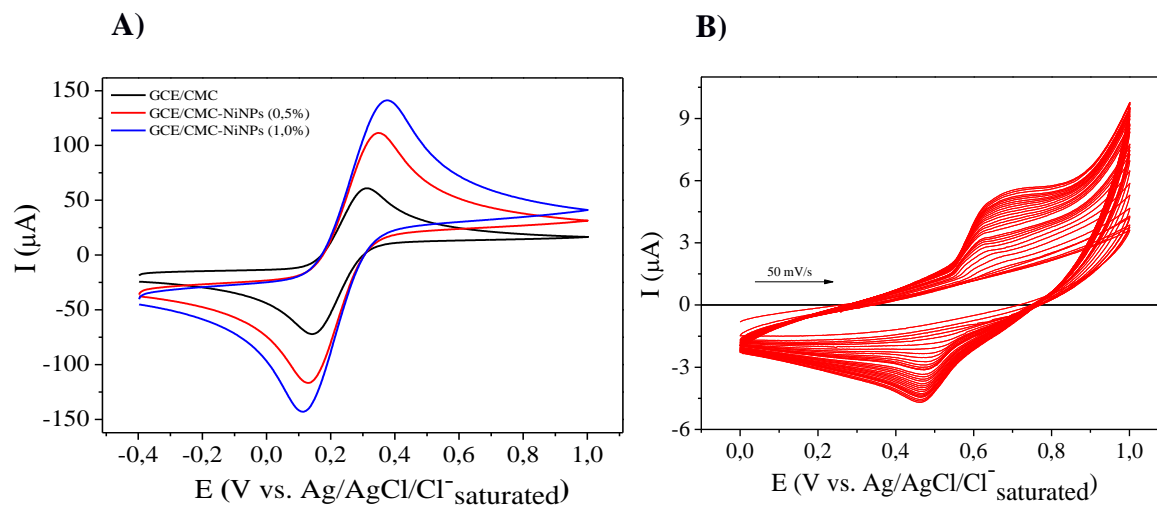 A)
B)
GCE/CMC
GCE/CMC-NiNPs (0,5%)
GCE/CMC-NiNPs (1,0%)
I (µA)
150
100
50
0
-50
-100
-150
-0,4 -0,2 0,0 0,2 0,4 0,6 0,8 1,0
E (V vs. Ag/AgCl/Cl⁻saturated)
I (µA)
9
6
3
0
-3
-6
50 mV/s
0,0 0,2 0,4 0,6 0,8 1,0
E (V vs. Ag/AgCl/Cl⁻saturated)